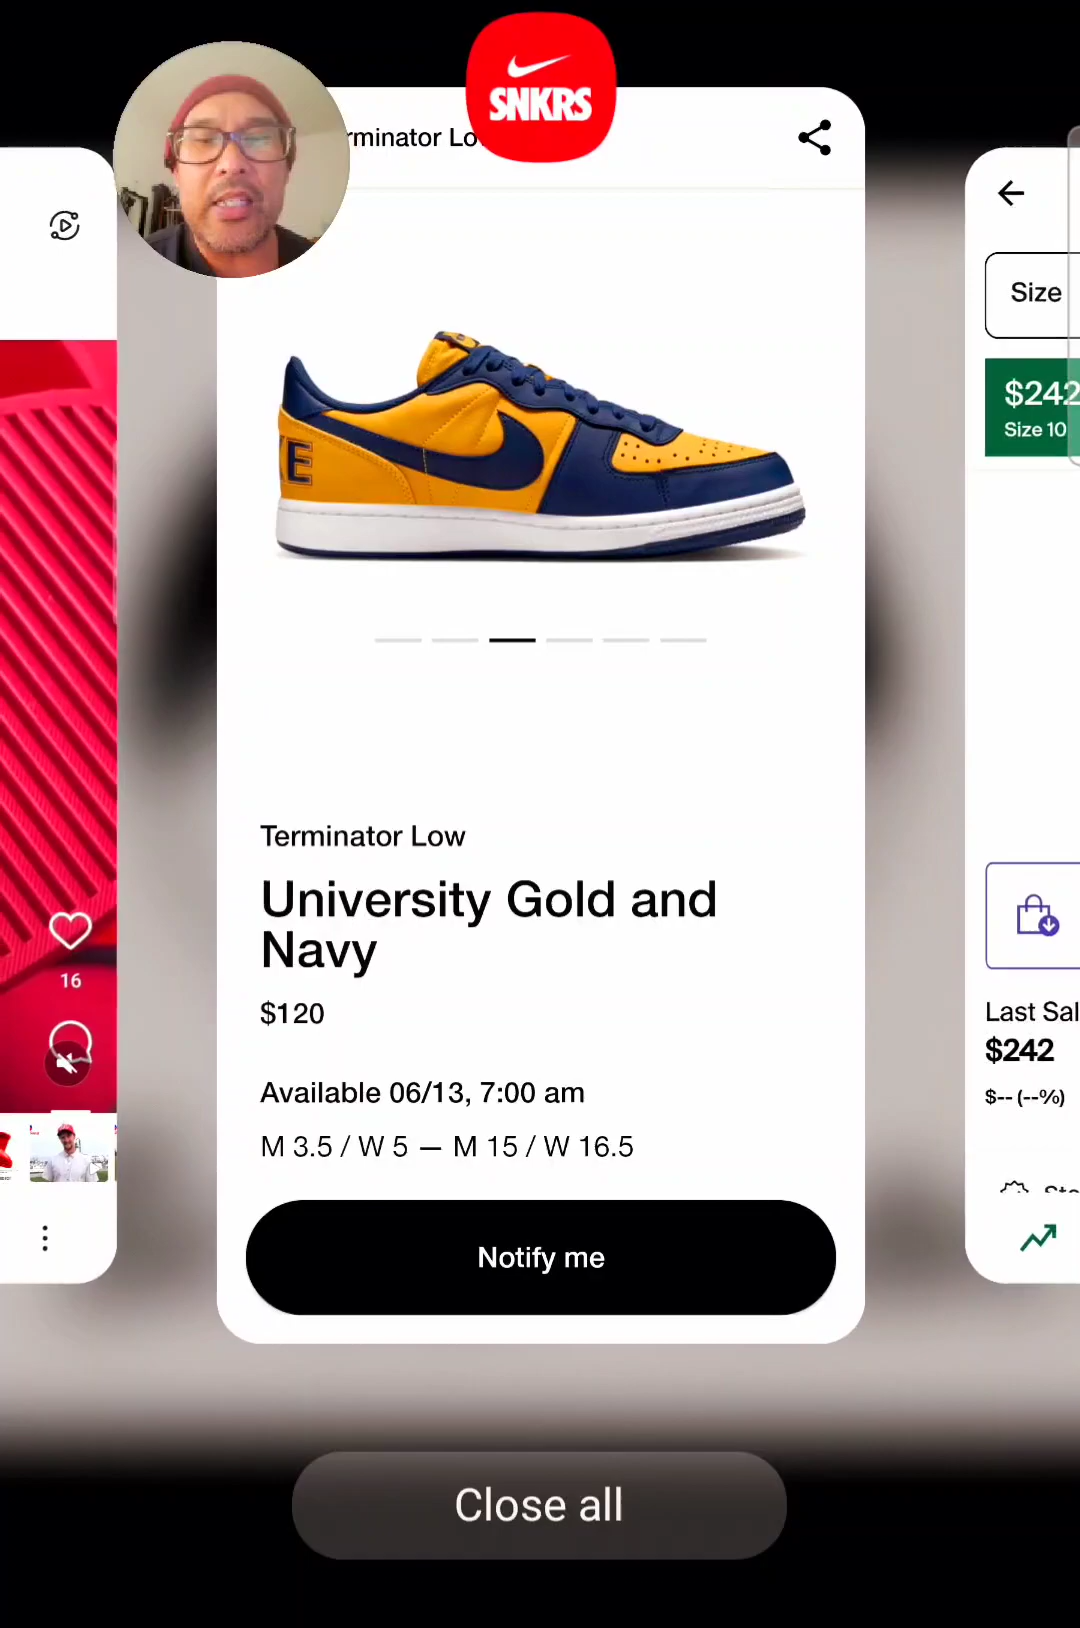 SNKRS
rminator Lo
Size
$242
Size 10
E
16
Terminator Low
University Gold and
Navy
$120
Available 06/13, 7:00 am
M 3.5 / W 5 — M 15 / W 16.5
Notify me
Last Sal
$242
$-- (--%)
Close all